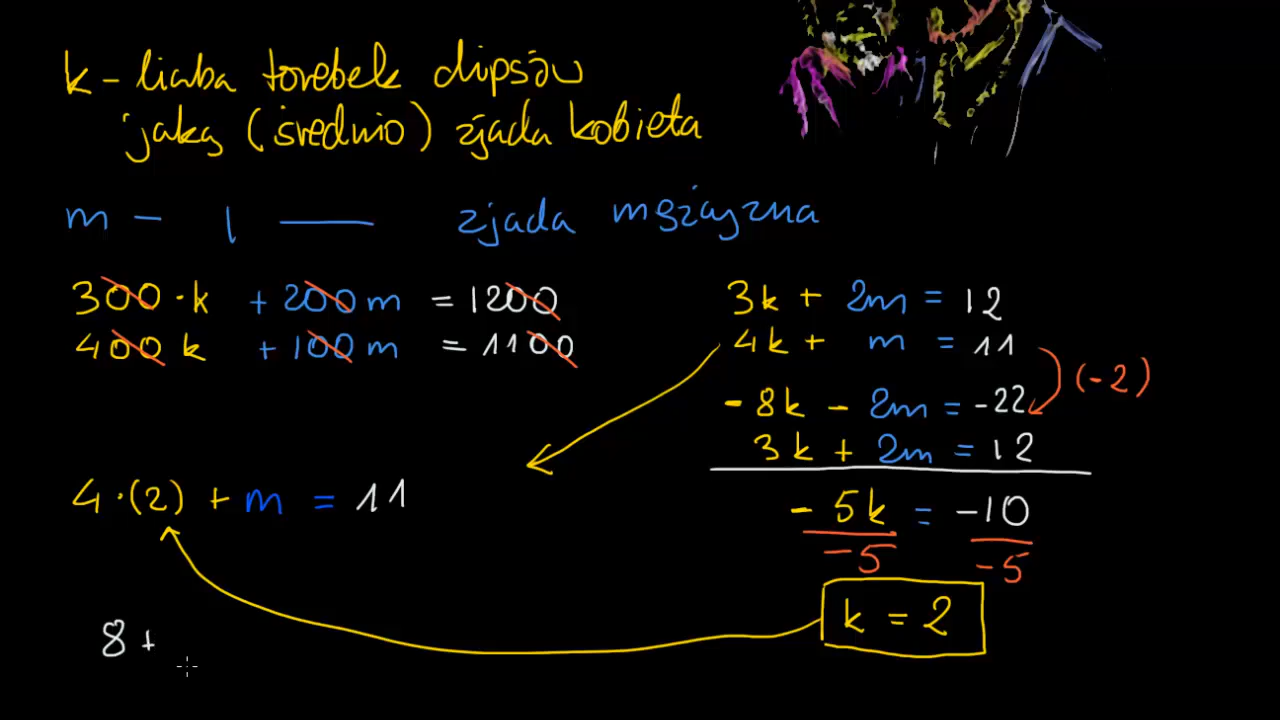 k - liczba torebek chipsów
jaką (średnio) zjada kobieta
m - | — zjada mężczyzna
300 · k + 200 m = 1200
400 k + 100 m = 1100
3k + 2m = 12
4k + m = 11
(-2)
- 8k - 2m = -22
3k + 2m = 12
- 5k = -10
-5 -5
k = 2
4 · (2) + m = 11
8 +